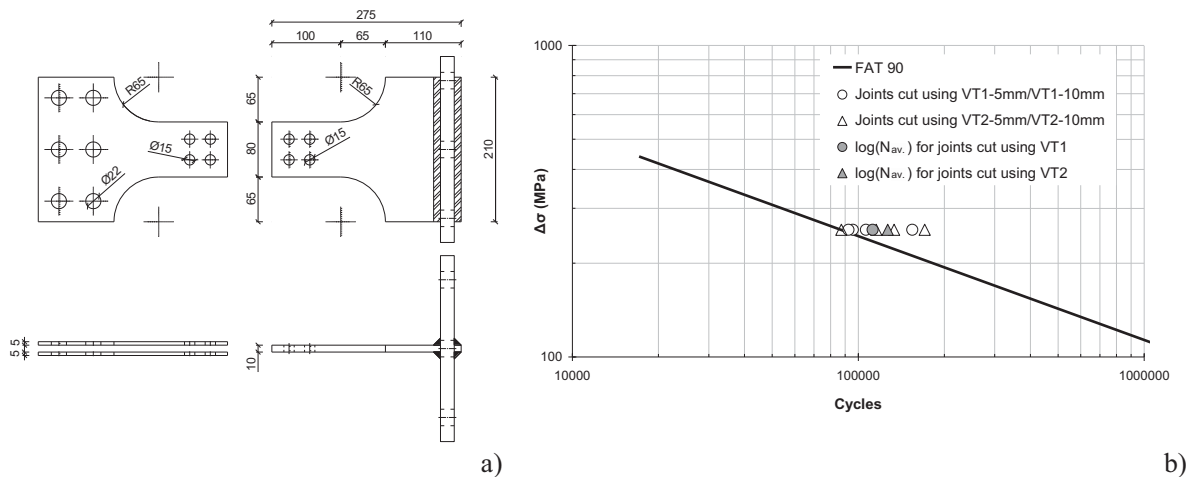 275
100 65 110
R65
R65
65
80
65
210
Ø15
Ø15
Ø22
5 5
10
a)
1000
100
Δσ (MPa)
FAT 90
Joints cut using VT1-5mm/VT1-10mm
Joints cut using VT2-5mm/VT2-10mm
log(Nav.) for joints cut using VT1
log(Nav.) for joints cut using VT2
10000 100000 1000000
Cycles
b)